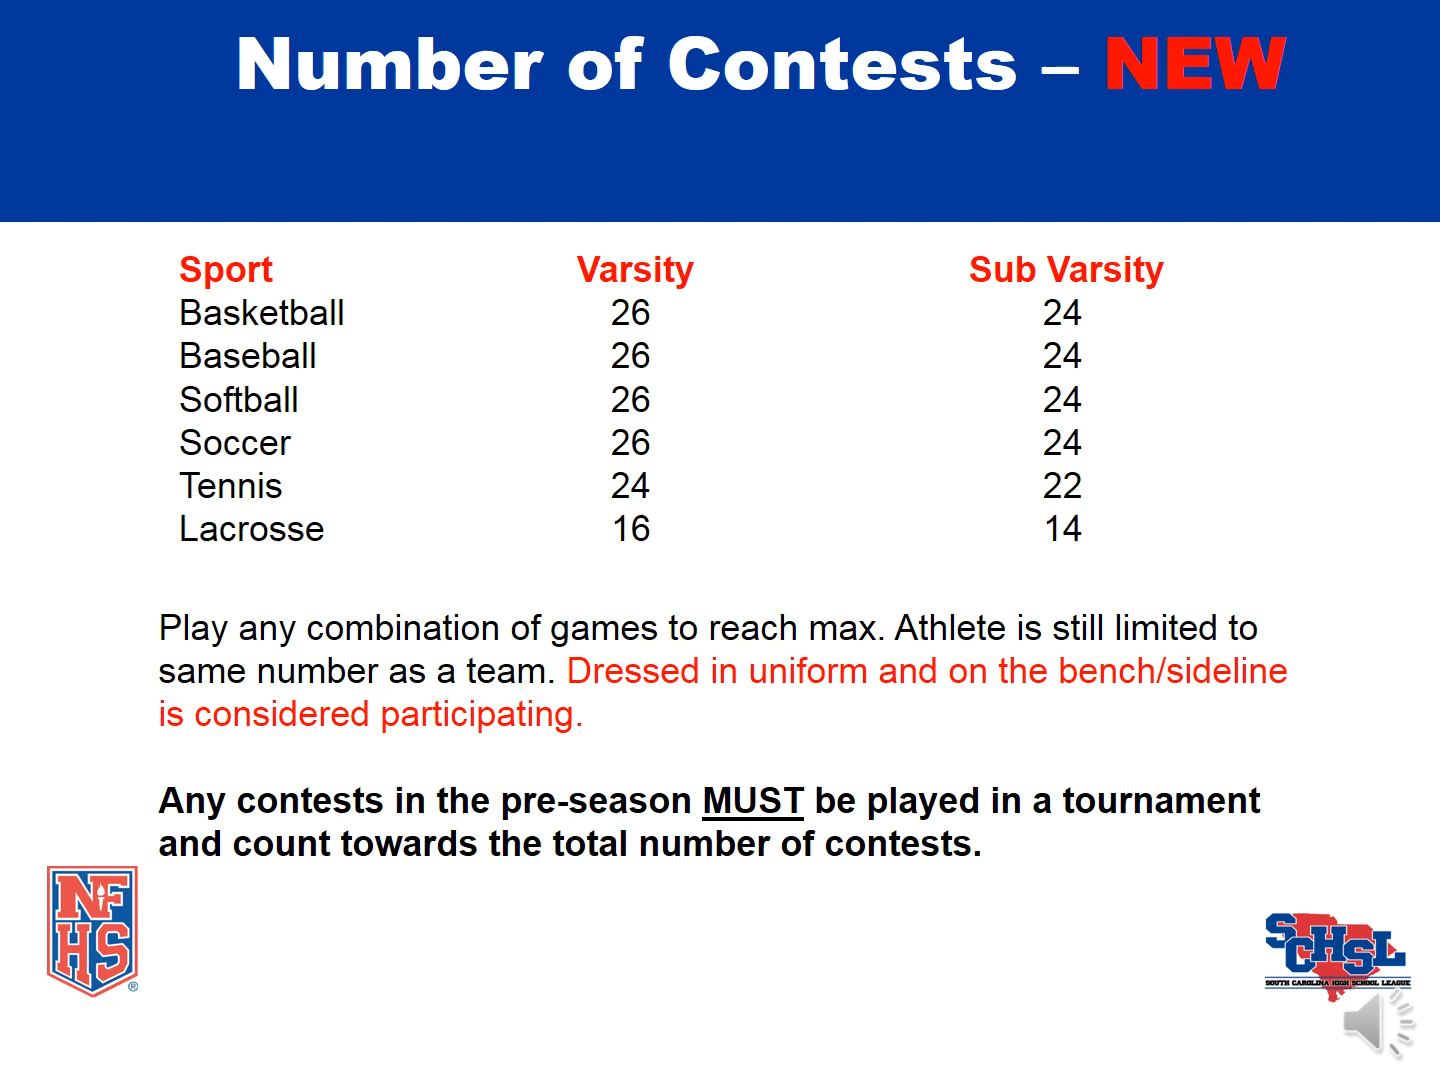 Number of Contests – NEW
Sport Varsity Sub Varsity
Basketball 26 24
Baseball 26 24
Softball 26 24
Soccer 26 24
Tennis 24 22
Lacrosse 16 14
Play any combination of games to reach max. Athlete is still limited to
same number as a team. Dressed in uniform and on the bench/sideline
is considered participating.
Any contests in the pre-season MUST be played in a tournament
and count towards the total number of contests.
NF
HS
®
SCHSL
SOUTH CAROLINA HIGH SCHOOL LEAGUE